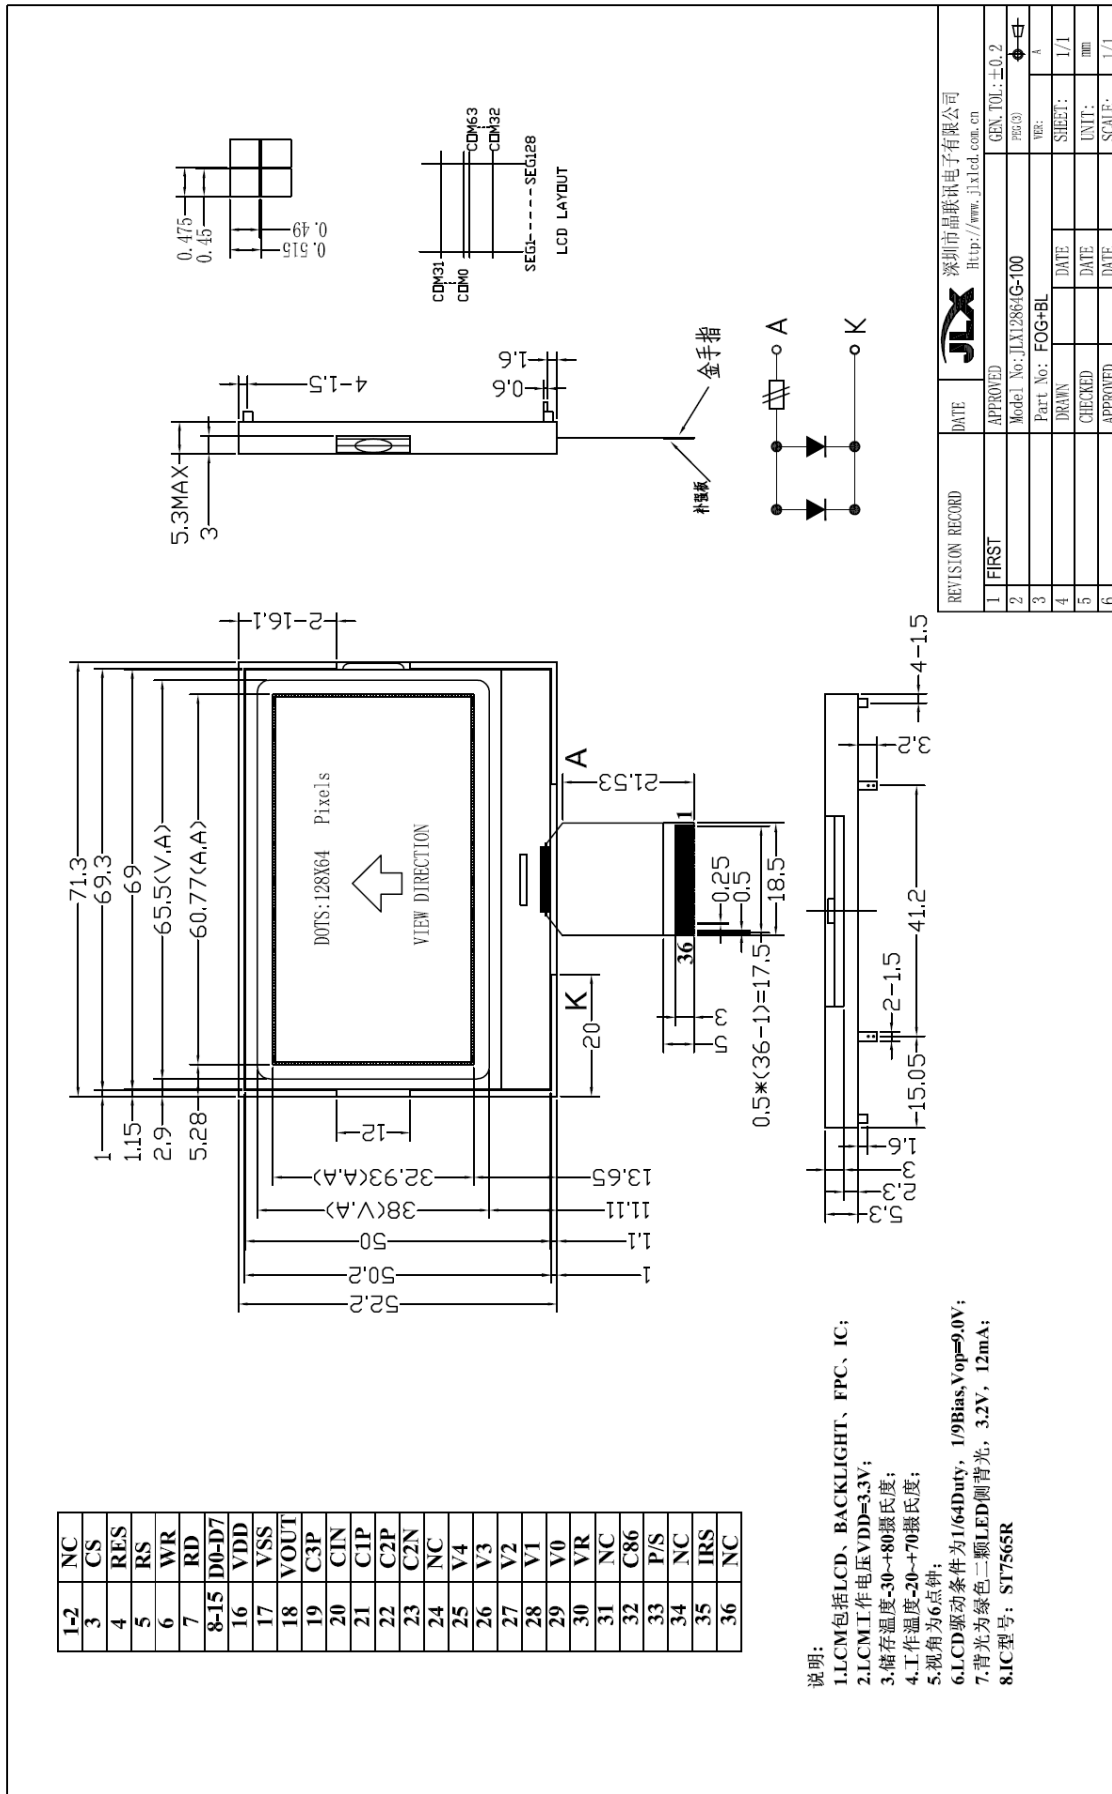 1-2 NC
3 CS
4 RES
5 RS
6 WR
7 RD
8-15 D0-D7
16 VDD
17 VSS
18 VOUT
19 C3P
20 CIN
21 C1P
22 C2P
23 C2N
24 NC
25 V4
26 V3
27 V2
28 V1
29 V0
30 VR
31 NC
32 C86
33 P/S
34 NC
35 IRS
36 NC
说明:
1.LCM包括LCD、BACKLIGHT、FPC、IC;
2.LCM工作电压VDD=3.3V;
3.储存温度-30~+80摄氏度;
4.工作温度-20~+70摄氏度;
5.视角为6点钟;
6.LCD驱动条件为1/64Duty, 1/9Bias,Vop=9.0V;
7.背光为绿色二颗LED侧背光, 3.2V, 12mA;
8.IC型号: ST7565R
71.3
69.3
69
65.5(V.A)
60.77(A.A)
1
1.15
2.9
5.28
52.2
50.2
50
38(V.A)
32.93(A.A)
12
1
1.1
11.11
13.65
2-16.1
DOTS:128X64 Pixels
VIEW DIRECTION
K
A
20
21.53
36
1
3
5
0.25
0.5
18.5
0.5*(36-1)=17.5
5.3MAX
3
4-1.5
0.6
1.6
补强板
金手指
0.475
0.45
0.49
0.515
COM31
COM0
COM63
COM32
SEG1-----SEG128
LCD LAYOUT
A
K
5.3
2.3
3
1.6
15.05
2-1.5
41.2
3.2
4-1.5
REVISION RECORD
DATE
1 FIRST
2
3
4
5
6
JLX 深圳市晶联讯电子有限公司
Http://www.jlxlcd.com.cn
APPROVED
GEN.TOL:±0.2
Model No:JLX12864G-100
PEG(3)
Part No: FOG+BL
VER: A
DRAWN DATE SHEET: 1/1
CHECKED DATE UNIT: mm
APPROVED DATE SCALE: 1/1